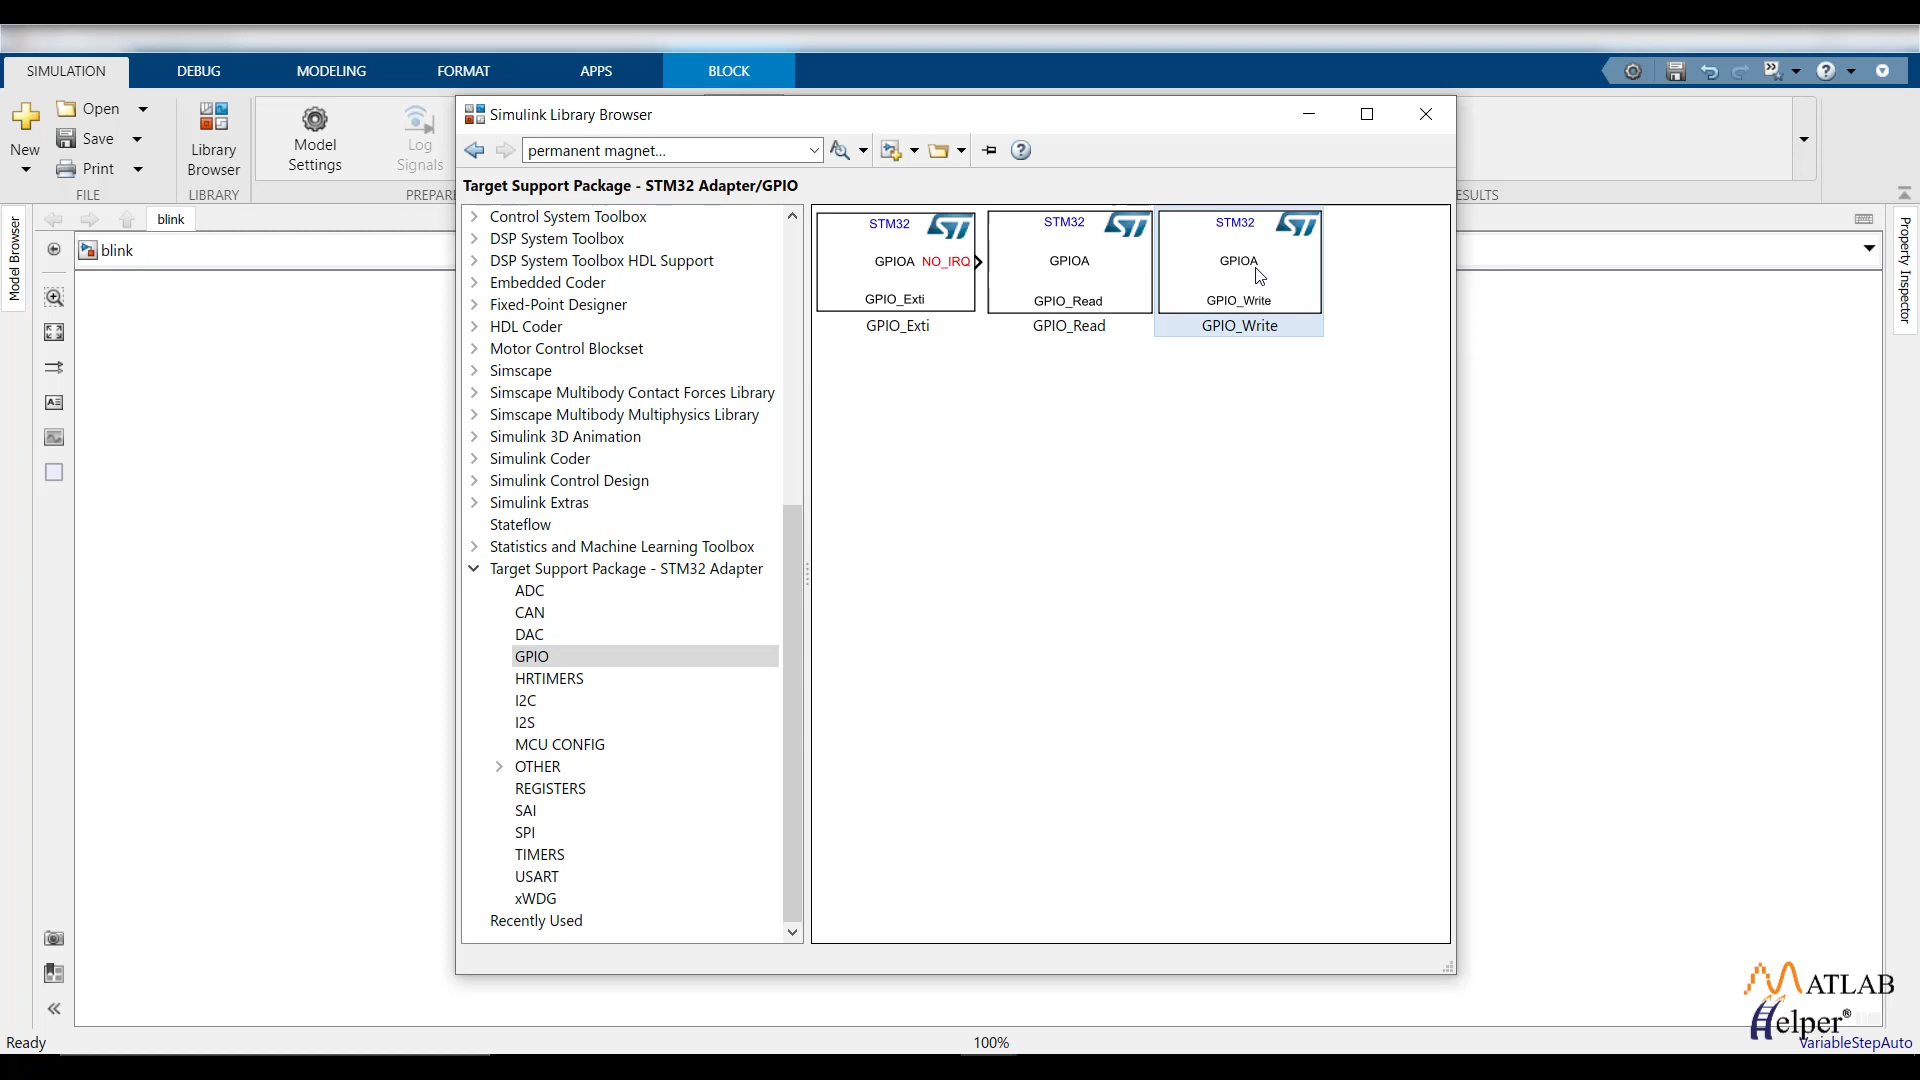 SIMULATION
DEBUG
MODELING
FORMAT
APPS
BLOCK
New
Open
Save
Print
Library
Browser
Model
Settings
Log
Signals
FILE
LIBRARY
PREPARE
ESULTS
Simulink Library Browser
permanent magnet...
Target Support Package - STM32 Adapter/GPIO
Model Browser
blink
blink
Property Inspector
Control System Toolbox
DSP System Toolbox
DSP System Toolbox HDL Support
Embedded Coder
Fixed-Point Designer
HDL Coder
Motor Control Blockset
Simscape
Simscape Multibody Contact Forces Library
Simscape Multibody Multiphysics Library
Simulink 3D Animation
Simulink Coder
Simulink Control Design
Simulink Extras
Stateflow
Statistics and Machine Learning Toolbox
Target Support Package - STM32 Adapter
ADC
CAN
DAC
GPIO
HRTIMERS
I2C
I2S
MCU CONFIG
OTHER
REGISTERS
SAI
SPI
TIMERS
USART
xWDG
Recently Used
STM32
GPIOA NO_IRQ
GPIO_Exti
GPIO_Exti
STM32
GPIOA
GPIO_Read
GPIO_Read
STM32
GPIOA
GPIO_Write
GPIO_Write
MATLAB
Helper®
Ready
100%
VariableStepAuto